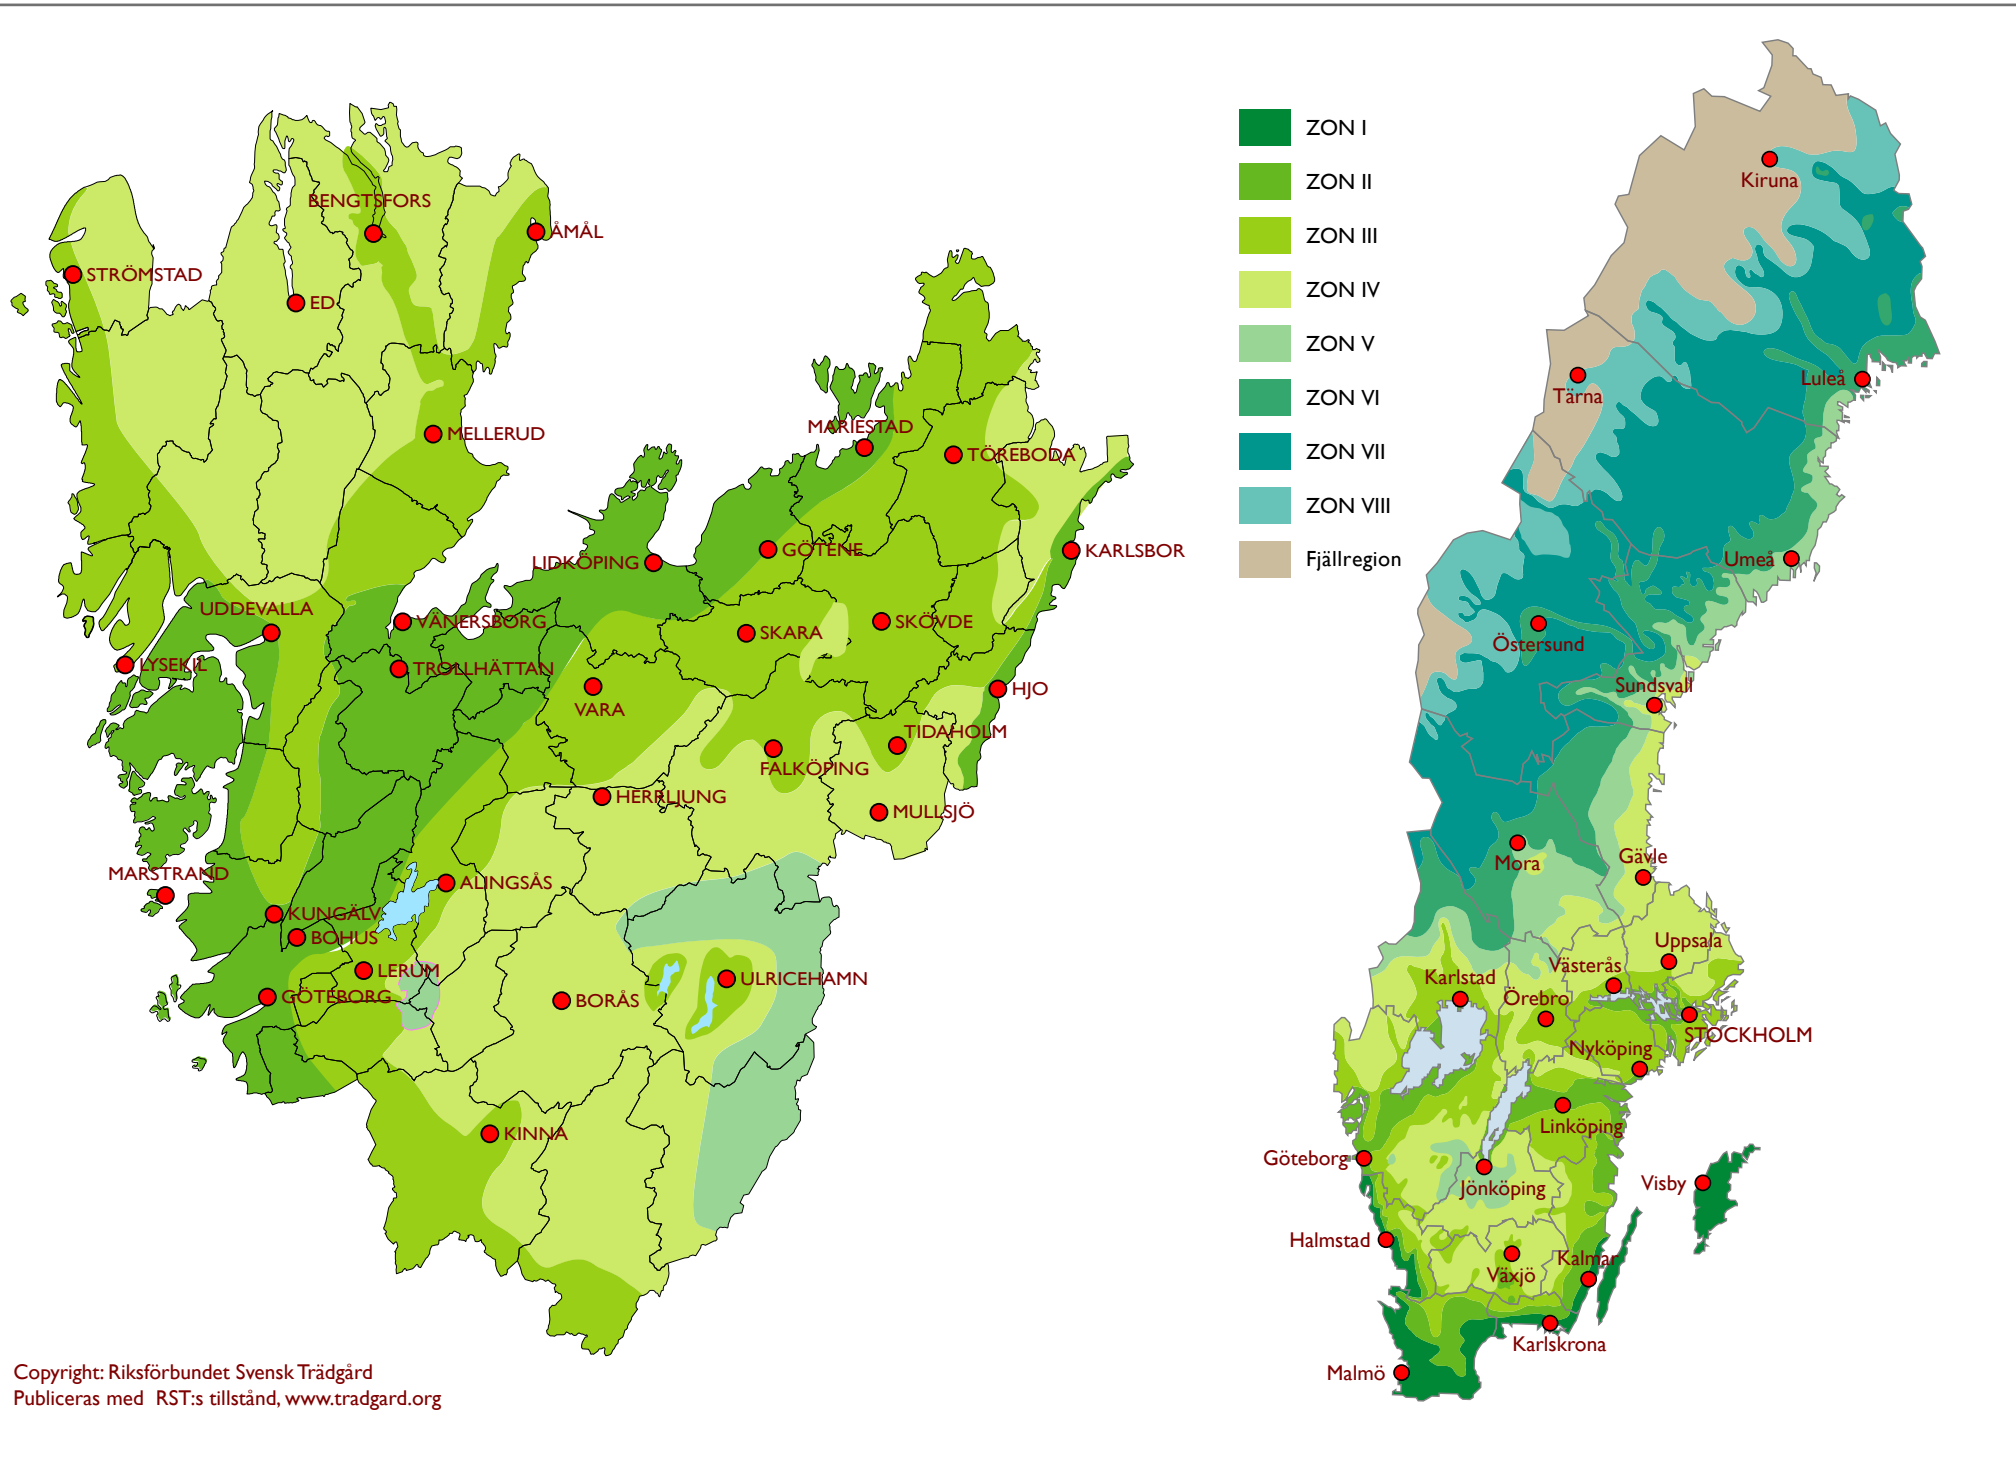 BENGTSFORS
ÅMÅL
STRÖMSTAD
ED
MELLERUD
MARIESTAD
TÖREBODA
LIDKÖPING
GÖTENE
KARLSBOR
UDDEVALLA
VÄNERSBORG
SKARA
SKÖVDE
LYSEKIL
TROLLHÄTTAN
HJO
VARA
TIDAHOLM
FALKÖPING
HERRLJUNG
MULLSJÖ
MARSTRAND
ALINGSÅS
KUNGÄLV
BOHUS
LERUM
ULRICEHAMN
GÖTEBORG
BORÅS
KINNA
Copyright: Riksförbundet Svensk Trädgård
Publiceras med RST:s tillstånd, www.tradgard.org
ZON I
ZON II
ZON III
ZON IV
ZON V
ZON VI
ZON VII
ZON VIII
Fjällregion
Kiruna
Luleå
Tärna
Umeå
Östersund
Sundsvall
Mora
Gävle
Uppsala
Västerås
Karlstad
Örebro
STOCKHOLM
Nyköping
Linköping
Göteborg
Jönköping
Visby
Halmstad
Kalmar
Växjö
Karlskrona
Malmö